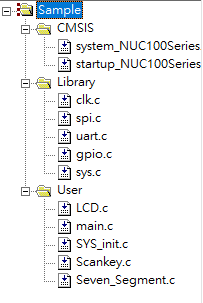 Sample
CMSIS
system_NUC100Series.
startup_NUC100Series
Library
clk.c
spi.c
uart.c
gpio.c
sys.c
User
LCD.c
main.c
SYS_init.c
Scankey.c
Seven_Segment.c